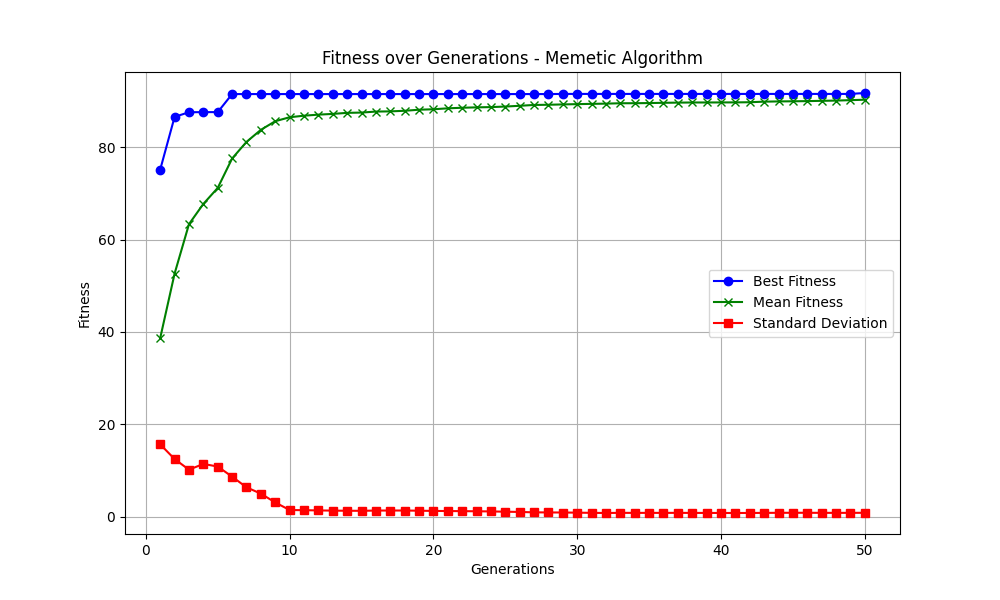 Fitness over Generations - Memetic Algorithm
Fitness
80
60
40
20
0
Best Fitness
Mean Fitness
Standard Deviation
0 10 20 30 40 50
Generations